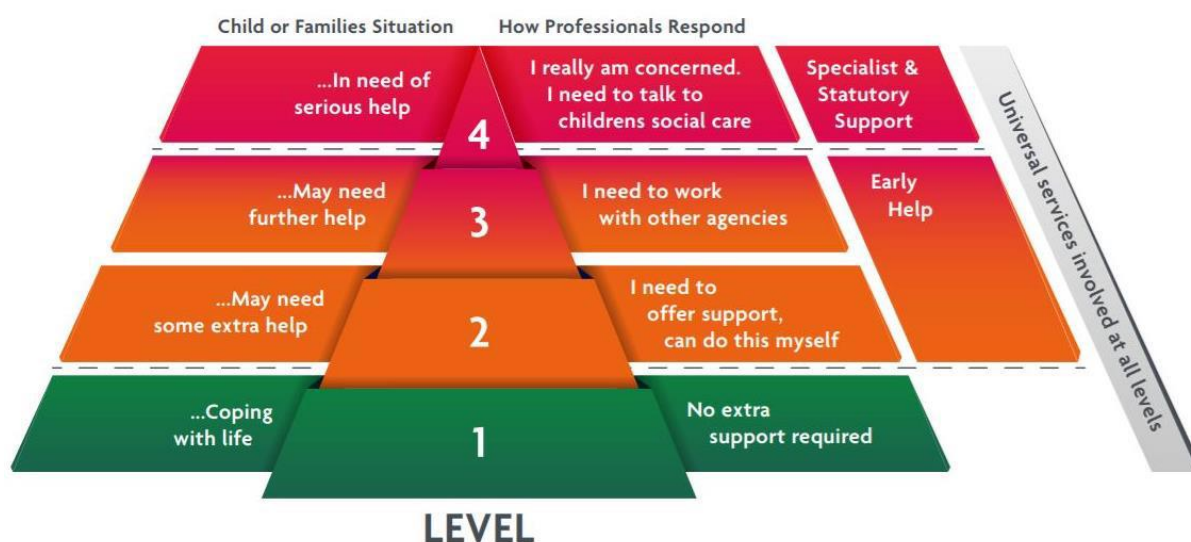 Child or Families Situation
How Professionals Respond
...In need of
serious help
4
I really am concerned.
I need to talk to
childrens social care
Specialist &
Statutory
Support
...May need
further help
3
I need to work
with other agencies
Early
Help
...May need
some extra help
2
I need to
offer support,
can do this myself
...Coping
with life
1
No extra
support required
LEVEL
Universal services involved at all levels